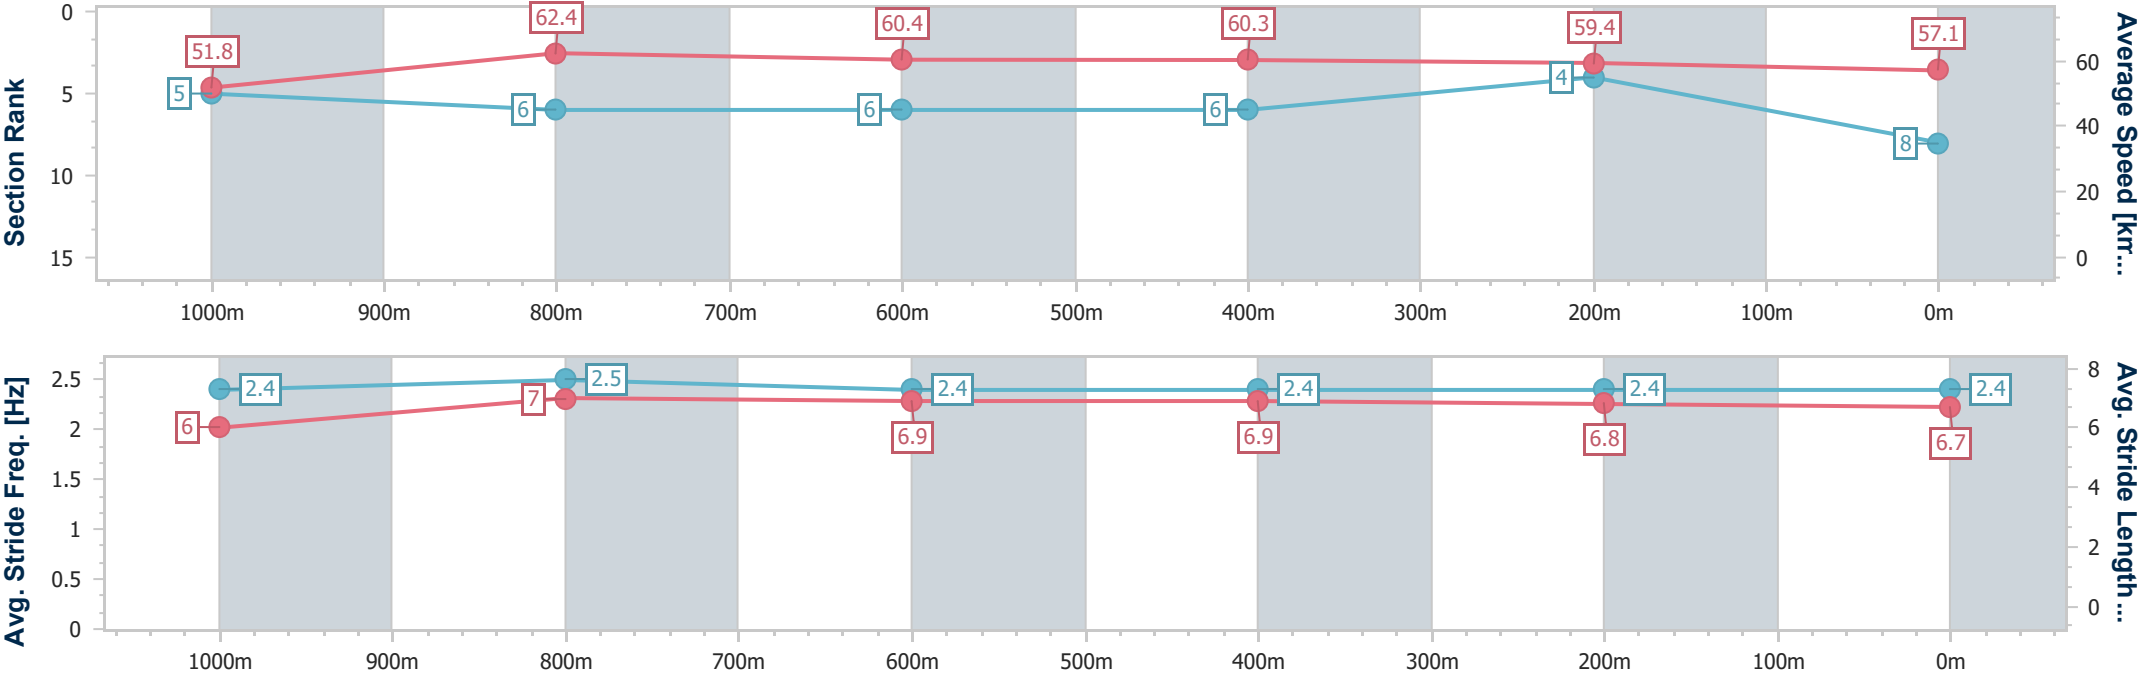 Section Rank
0
5
10
15
51.8
62.4
60.4
60.3
59.4
57.1
5
6
6
6
4
8
60
40
20
0
Average Speed [km...
1000m
900m
800m
700m
600m
500m
400m
300m
200m
100m
0m
Avg. Stride Freq. [Hz]
2.5
2
1.5
1
0.5
0
2.4
2.5
2.4
2.4
2.4
2.4
6
7
6.9
6.9
6.8
6.7
8
6
4
2
0
Avg. Stride Length ...
1000m
900m
800m
700m
600m
500m
400m
300m
200m
100m
0m